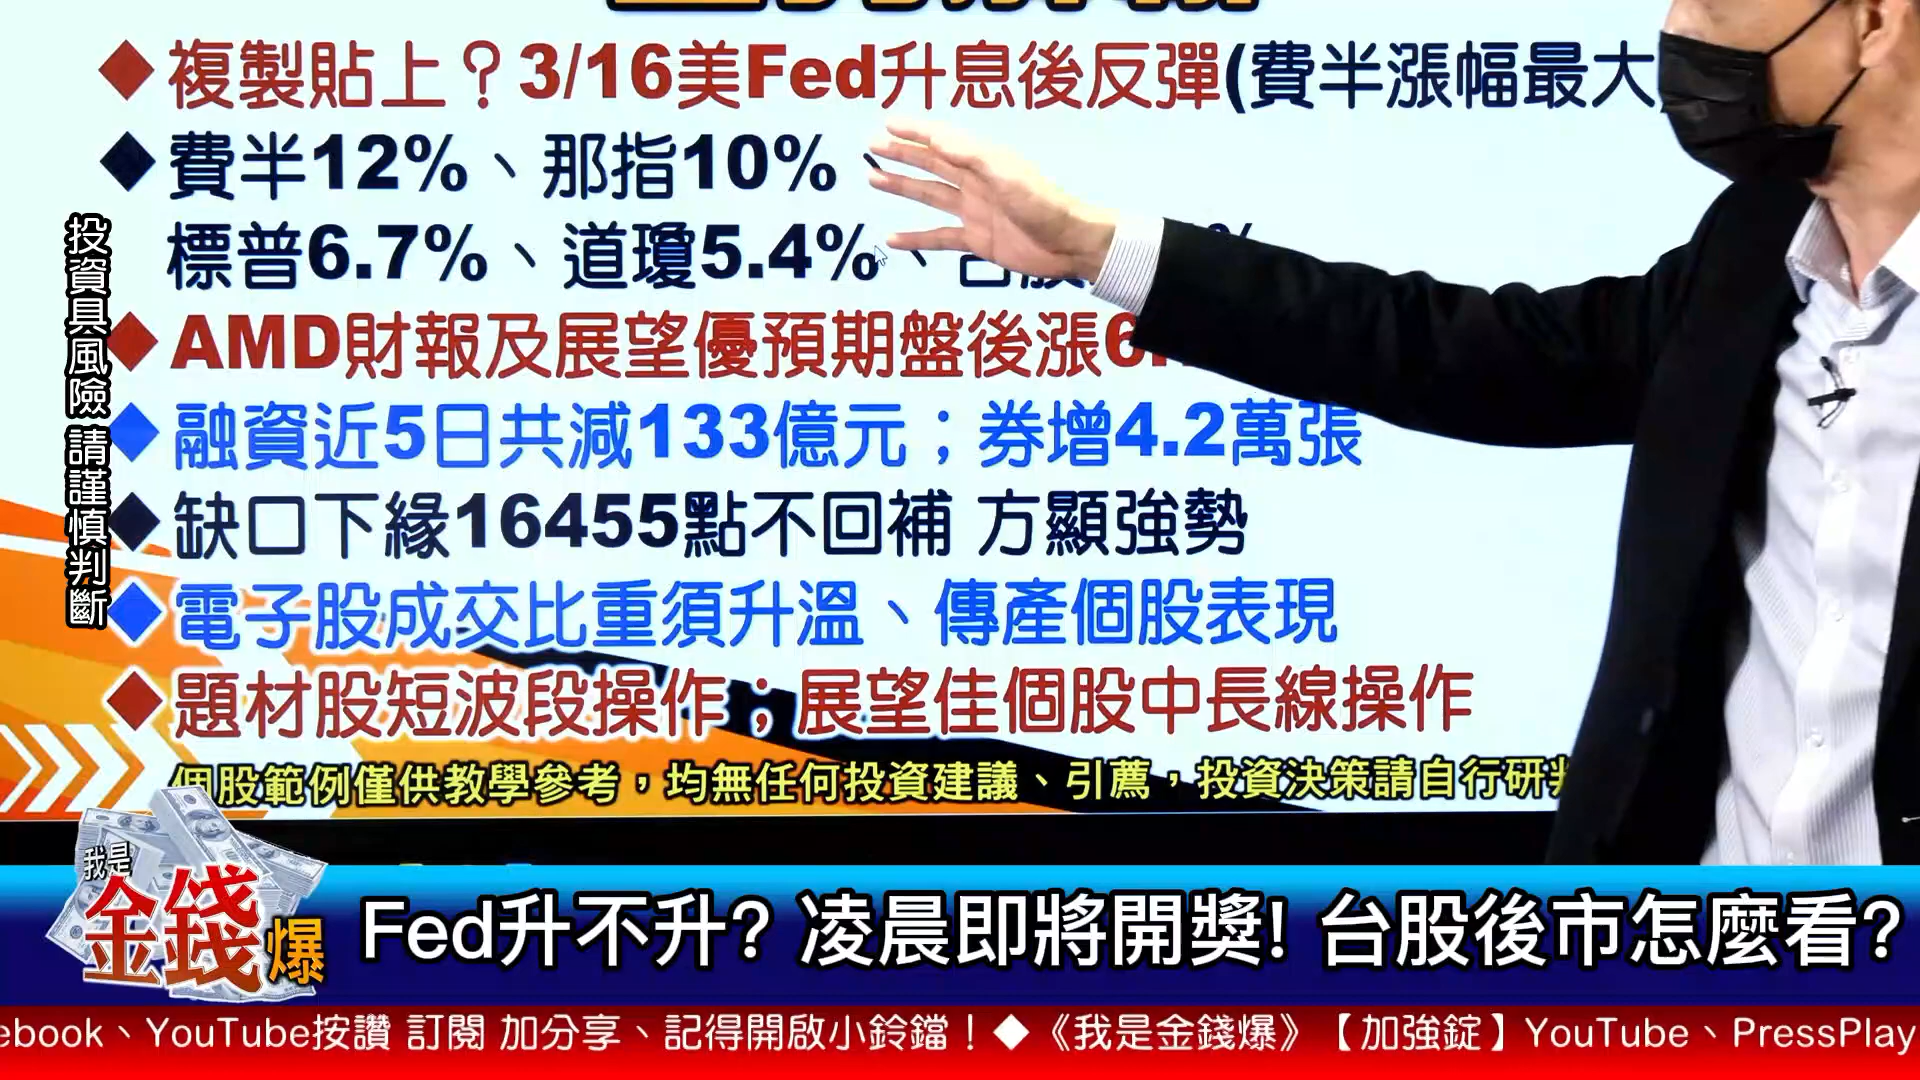 複製貼上？3/16美Fed升息後反彈(費半漲幅最大
費半12%、那指10%、
標普6.7%、道瓊5.4%、台股
AMD財報及展望優預期盤後漲6.
融資近5日共減133億元；券增4.2萬張
缺口下緣16455點不回補 方顯強勢
電子股成交比重須升溫、傳產個股表現
題材股短波段操作；展望佳個股中長線操作
個股範例僅供教學參考，均無任何投資建議、引薦，投資決策請自行研判
投資具風險 請謹慎判斷
我是
金錢爆
Fed升不升? 凌晨即將開獎! 台股後市怎麼看?
ebook、YouTube按讚 訂閱 加分享、記得開啟小鈴鐺！◆《我是金錢爆》【加強錠】YouTube、PressPlay